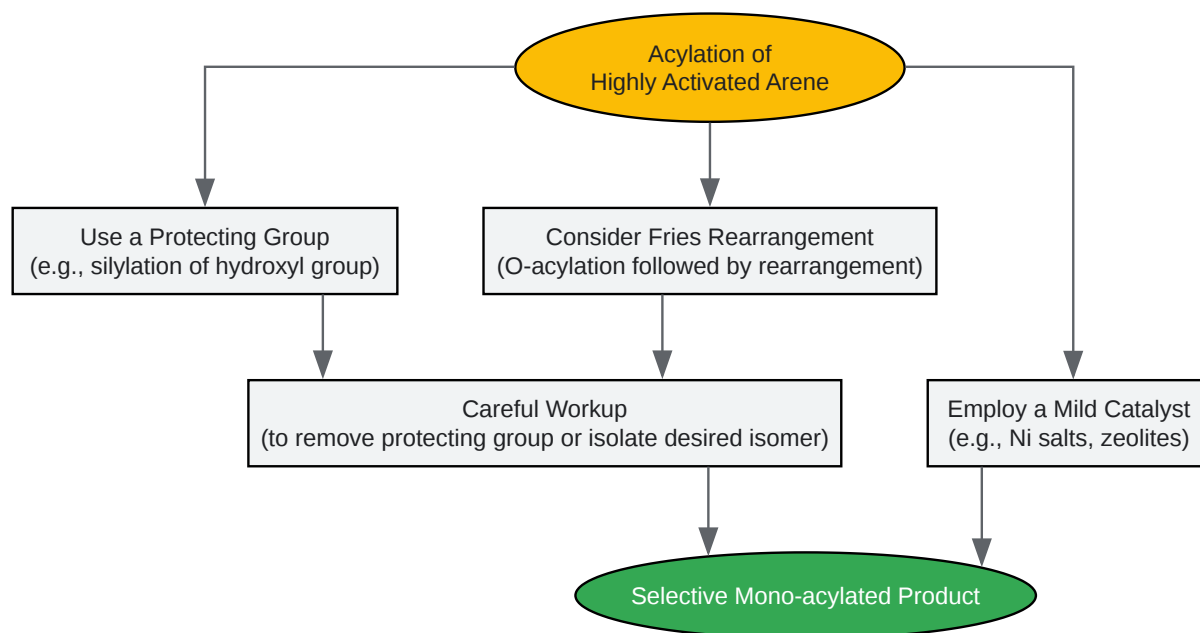 Acylation of
Highly Activated Arene
Use a Protecting Group
(e.g., silylation of hydroxyl group)
Consider Fries Rearrangement
(O-acylation followed by rearrangement)
Careful Workup
(to remove protecting group or isolate desired isomer)
Employ a Mild Catalyst
(e.g., Ni salts, zeolites)
Selective Mono-acylated Product